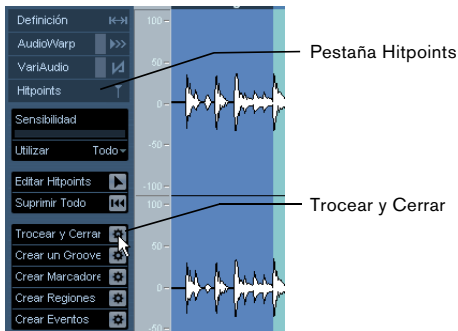 Definición
AudioWarp
VariAudio
Hitpoints
Sensibilidad
Utilizar Todo
Editar Hitpoints
Suprimir Todo
Trocear y Cerrar
Crear un Groove
Crear Marcadore
Crear Regiones
Crear Eventos
100
50
0
-50
-100
100
50
0
-50
Pestaña Hitpoints
Trocear y Cerrar